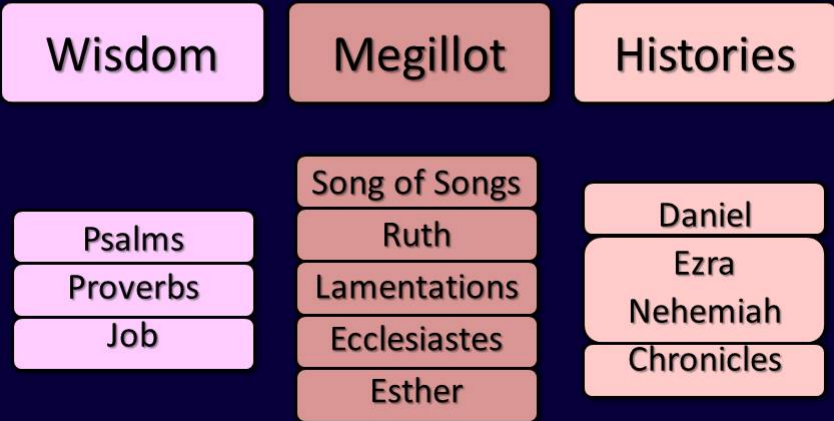 Wisdom
Psalms
Proverbs
Job
Megillot
Song of Songs
Ruth
Lamentations
Ecclesiastes
Esther
Histories
Daniel
Ezra
Nehemiah
Chronicles